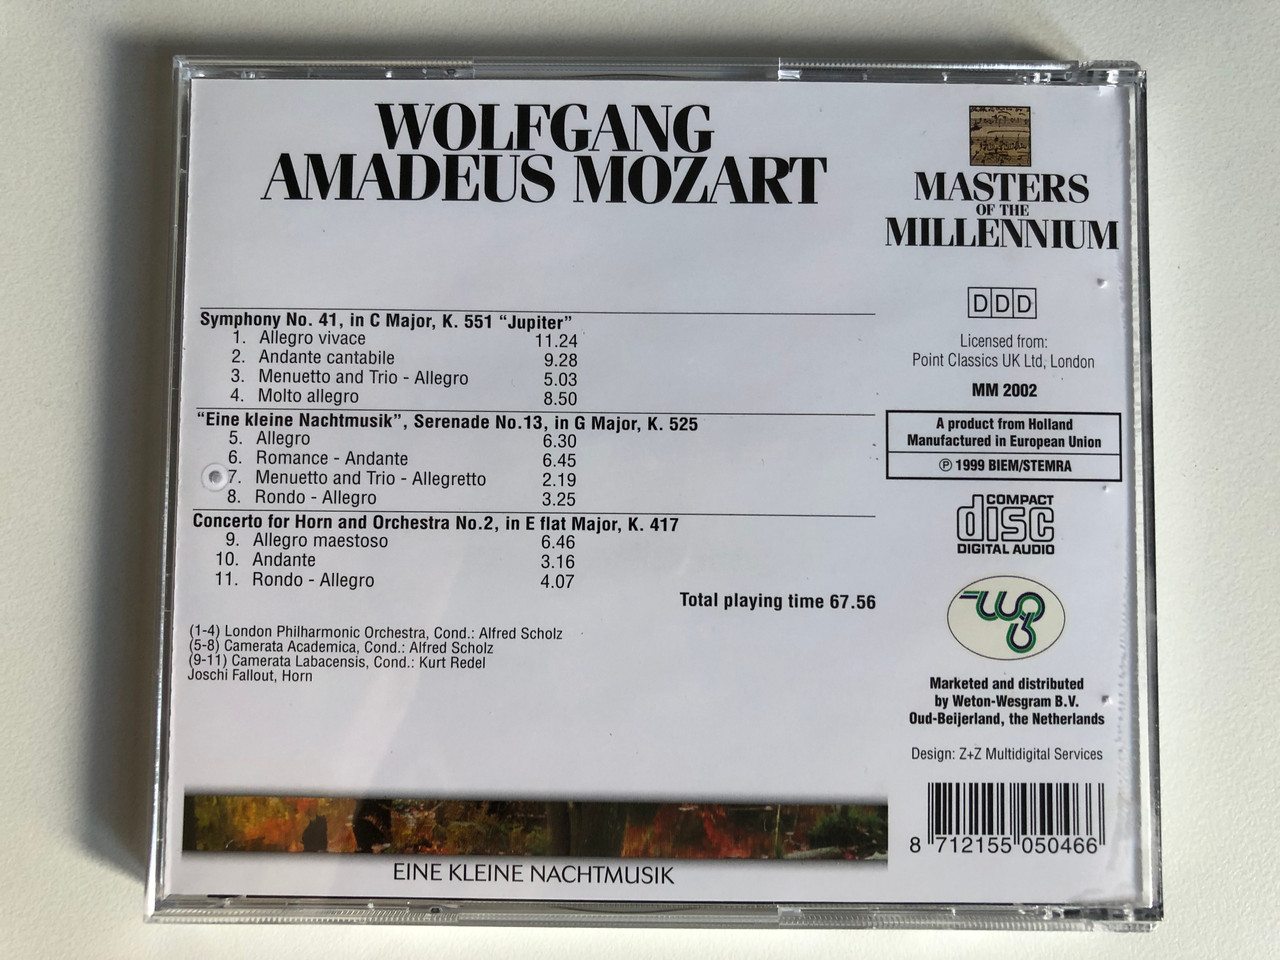 WOLFGANG
AMADEUS MOZART
Symphony No. 41, in C Major, K. 551 “Jupiter”
1. Allegro vivace 11.24
2. Andante cantabile 9.28
3. Menuetto and Trio - Allegro 5.03
4. Molto allegro 8.50
“Eine kleine Nachtmusik”, Serenade No.13, in G Major, K. 525
5. Allegro 6.30
6. Romance - Andante 6.45
7. Menuetto and Trio - Allegretto 2.19
8. Rondo - Allegro 3.25
Concerto for Horn and Orchestra No.2, in E flat Major, K. 417
9. Allegro maestoso 6.46
10. Andante 3.16
11. Rondo - Allegro 4.07
Total playing time 67.56
(1-4) London Philharmonic Orchestra, Cond.: Alfred Scholz
(5-8) Camerata Academica, Cond.: Alfred Scholz
(9-11) Camerata Labacensis, Cond.: Kurt Redel
Joschi Fallout, Horn
EINE KLEINE NACHTMUSIK
MASTERS
OF THE
MILLENNIUM
DDD
Licensed from:
Point Classics UK Ltd, London
MM 2002
A product from Holland
Manufactured in European Union
℗ 1999 BIEM/STEMRA
COMPACT
disc
DIGITAL AUDIO
Marketed and distributed
by Weton-Wesgram B.V.
Oud-Beijerland, the Netherlands
Design: Z+Z Multidigital Services
8 712155 050466